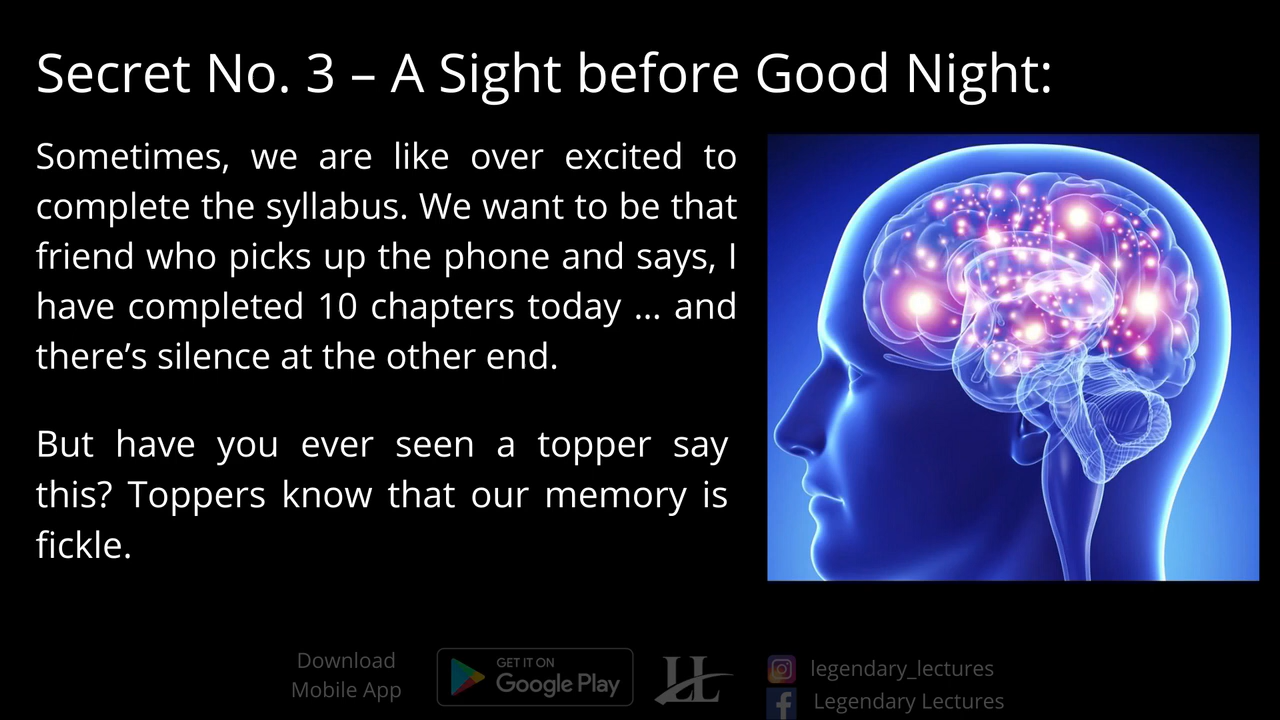 Secret No. 3 – A Sight before Good Night:
Sometimes, we are like over excited to
complete the syllabus. We want to be that
friend who picks up the phone and says, I
have completed 10 chapters today ... and
there’s silence at the other end.
But have you ever seen a topper say
this? Toppers know that our memory is
fickle.
Download
Mobile App
GET IT ON
Google Play
LL
legendary_lectures
Legendary Lectures